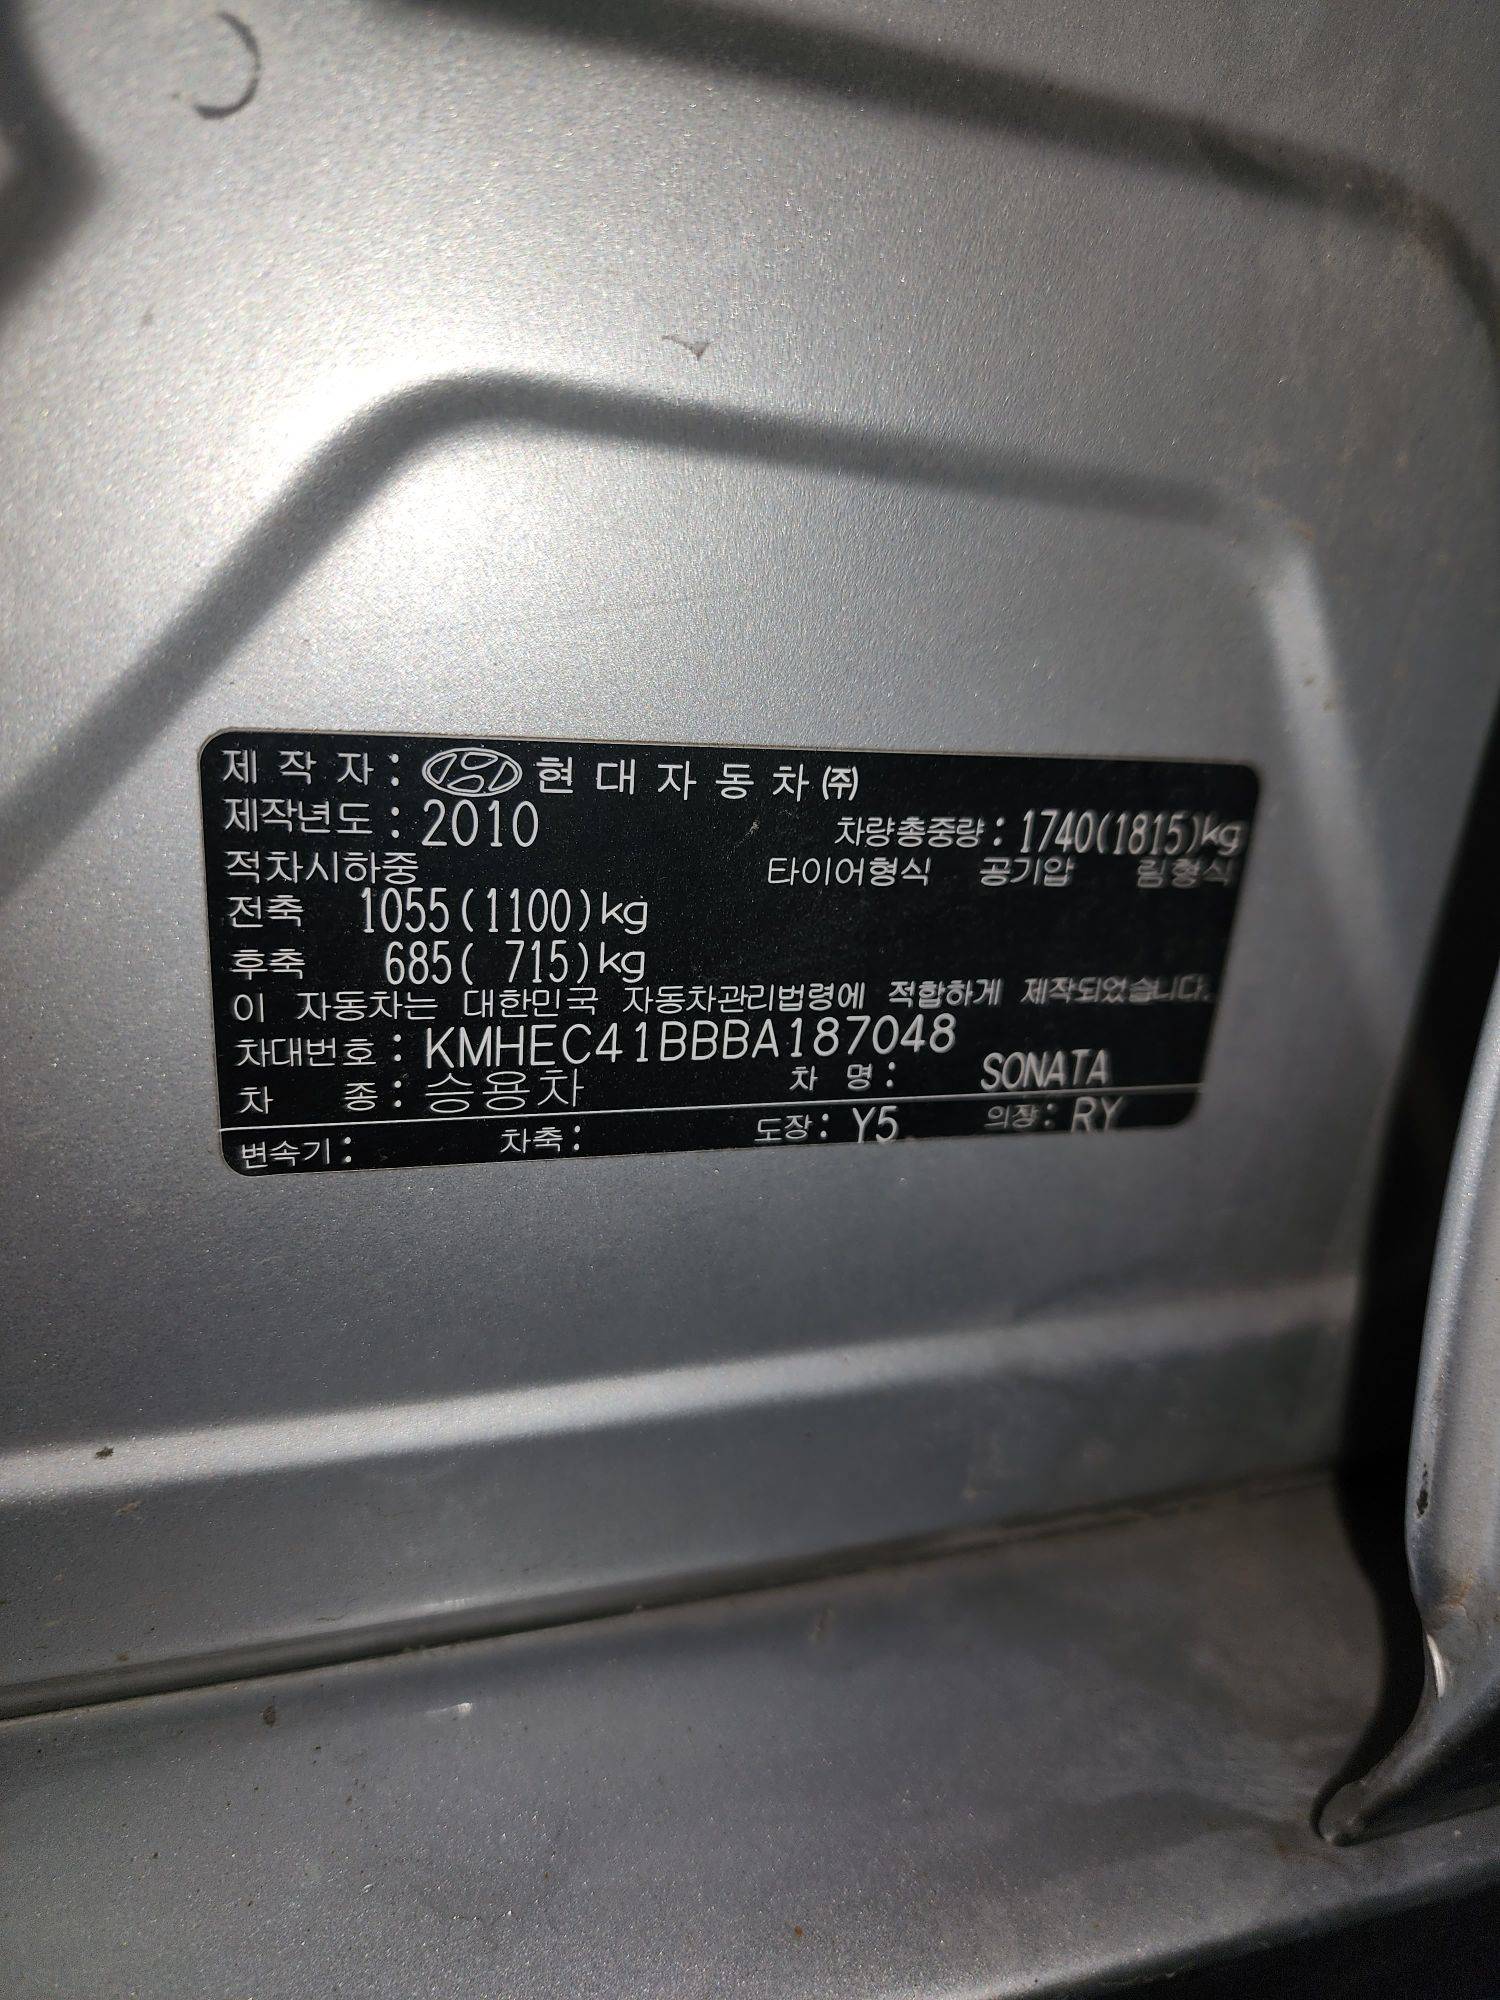 제 작 자 : 현 대 자 동 차 ㈜
제작년도 : 2010 차량총중량 : 1740(1815)kg
적차시하중 타이어형식 공기압 림형식
전축 1055(1100)kg
후축 685( 715)kg
이 자동차는 대한민국 자동차관리법령에 적합하게 제작되었습니다.
차대번호 : KMHEC41BBBA187048
차 종 : 승용차 차 명 : SONATA
변속기 : 차축 : 도장 : Y5 의장 : RY